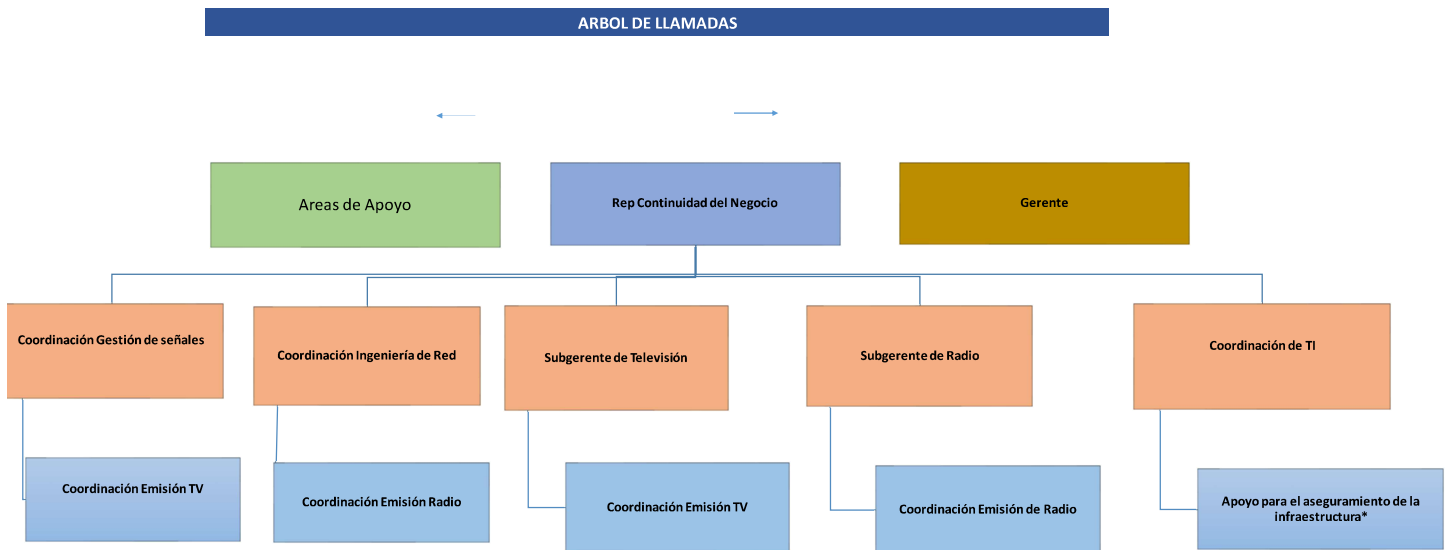 ARBOL DE LLAMADAS
Areas de Apoyo
Rep Continuidad del Negocio
Gerente
Coordinación Gestión de señales
Coordinación Ingeniería de Red
Subgerente de Televisión
Subgerente de Radio
Coordinación de TI
Coordinación Emisión TV
Coordinación Emisión Radio
Coordinación Emisión TV
Coordinación Emisión de Radio
Apoyo para el aseguramiento de la
infraestructura*